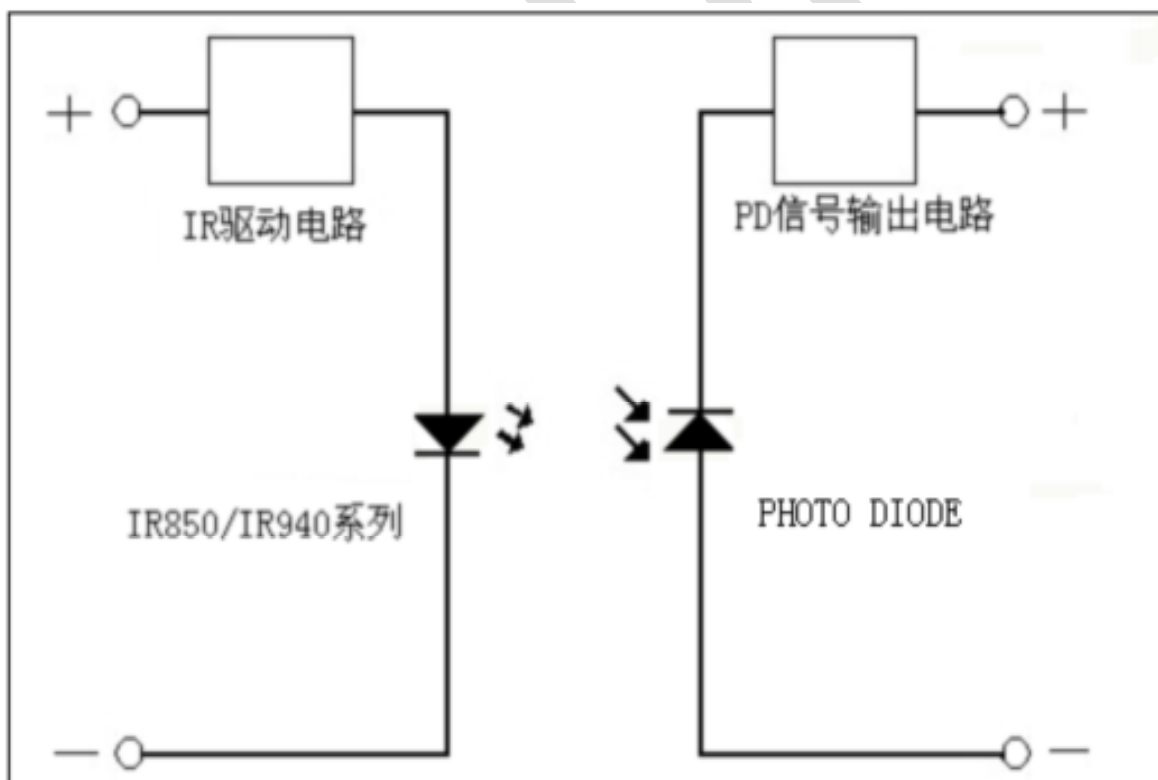 +
+
IR驱动电路
PD信号输出电路
IR850/IR940系列
PHOTO DIODE
—
—